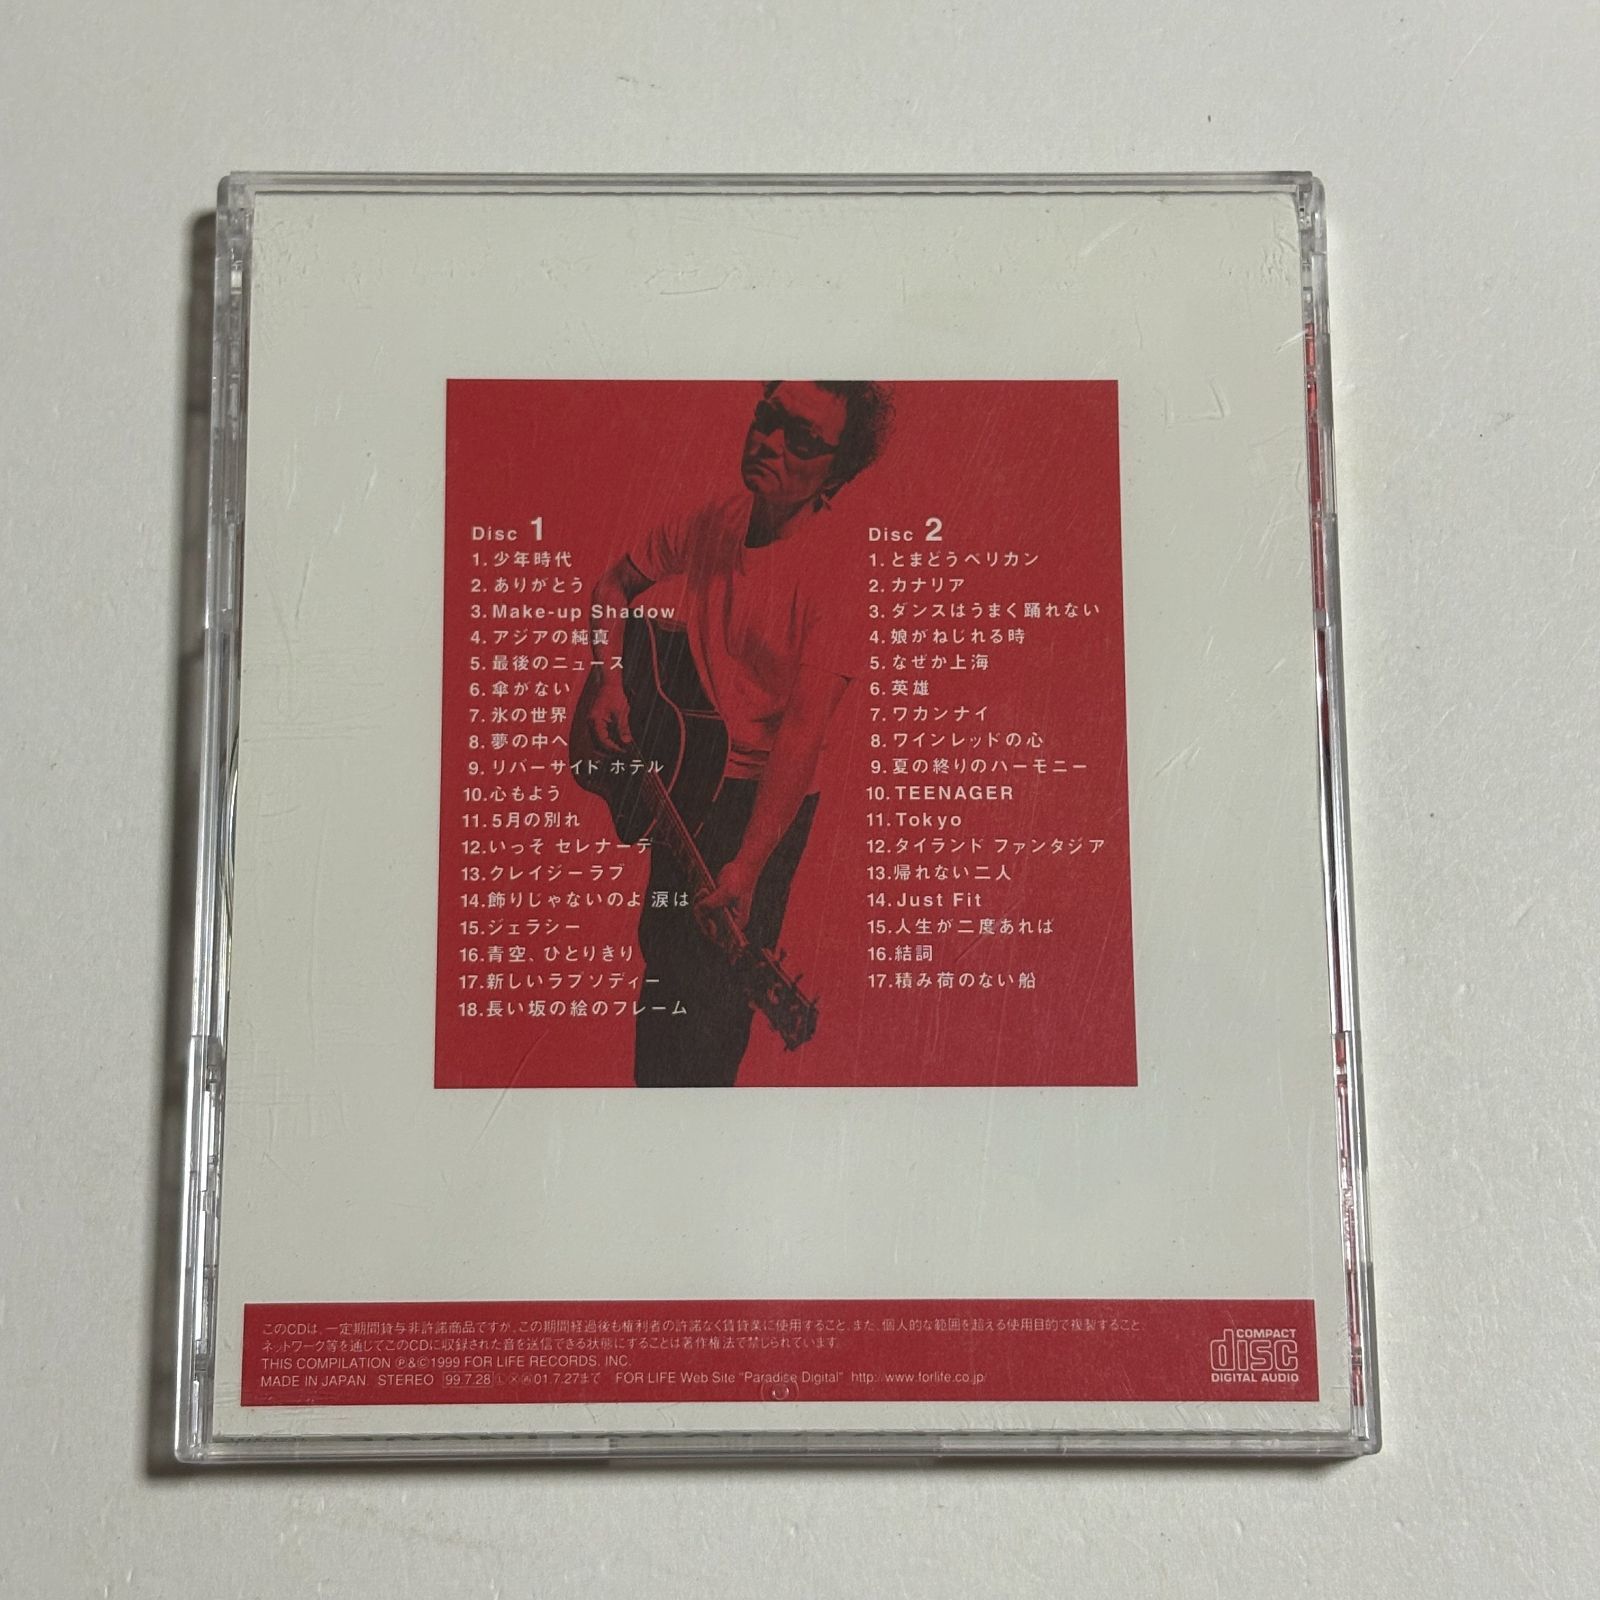 Disc 1
1. 少年時代
2. ありがとう
3. Make-up Shadow
4. アジアの純真
5. 最後のニュース
6. 傘がない
7. 氷の世界
8. 夢の中へ
9. リバーサイド ホテル
10. 心もよう
11. 5月の別れ
12. いっそ セレナーデ
13. クレイジーラブ
14. 飾りじゃないのよ 涙は
15. ジェラシー
16. 青空、ひとりきり
17. 新しいラプソディー
18. 長い坂の絵のフレーム
Disc 2
1. とまどうペリカン
2. カナリア
3. ダンスはうまく踊れない
4. 娘がねじれる時
5. なぜか上海
6. 英雄
7. ワカンナイ
8. ワインレッドの心
9. 夏の終りのハーモニー
10. TEENAGER
11. Tokyo
12. タイランド ファンタジア
13. 帰れない二人
14. Just Fit
15. 人生が二度あれば
16. 結詞
17. 積み荷のない船
このCDは、一定期間貸与非許諾商品ですが、この期間経過後も権利者の許諾なく賃貸業に使用すること、また、個人的な範囲を超える使用目的で複製すること、
ネットワーク等を通じてこのCDに収録された音を送信できる状態にすることは著作権法で禁じられています。
THIS COMPILATION ℗&©1999 FOR LIFE RECORDS, INC.
MADE IN JAPAN. STEREO 99.7.28 Ⓛ Ⓧ 01.7.27まで FOR LIFE Web Site "Paradise Digital" http://www.forlife.co.jp/
COMPACT
disc
DIGITAL AUDIO